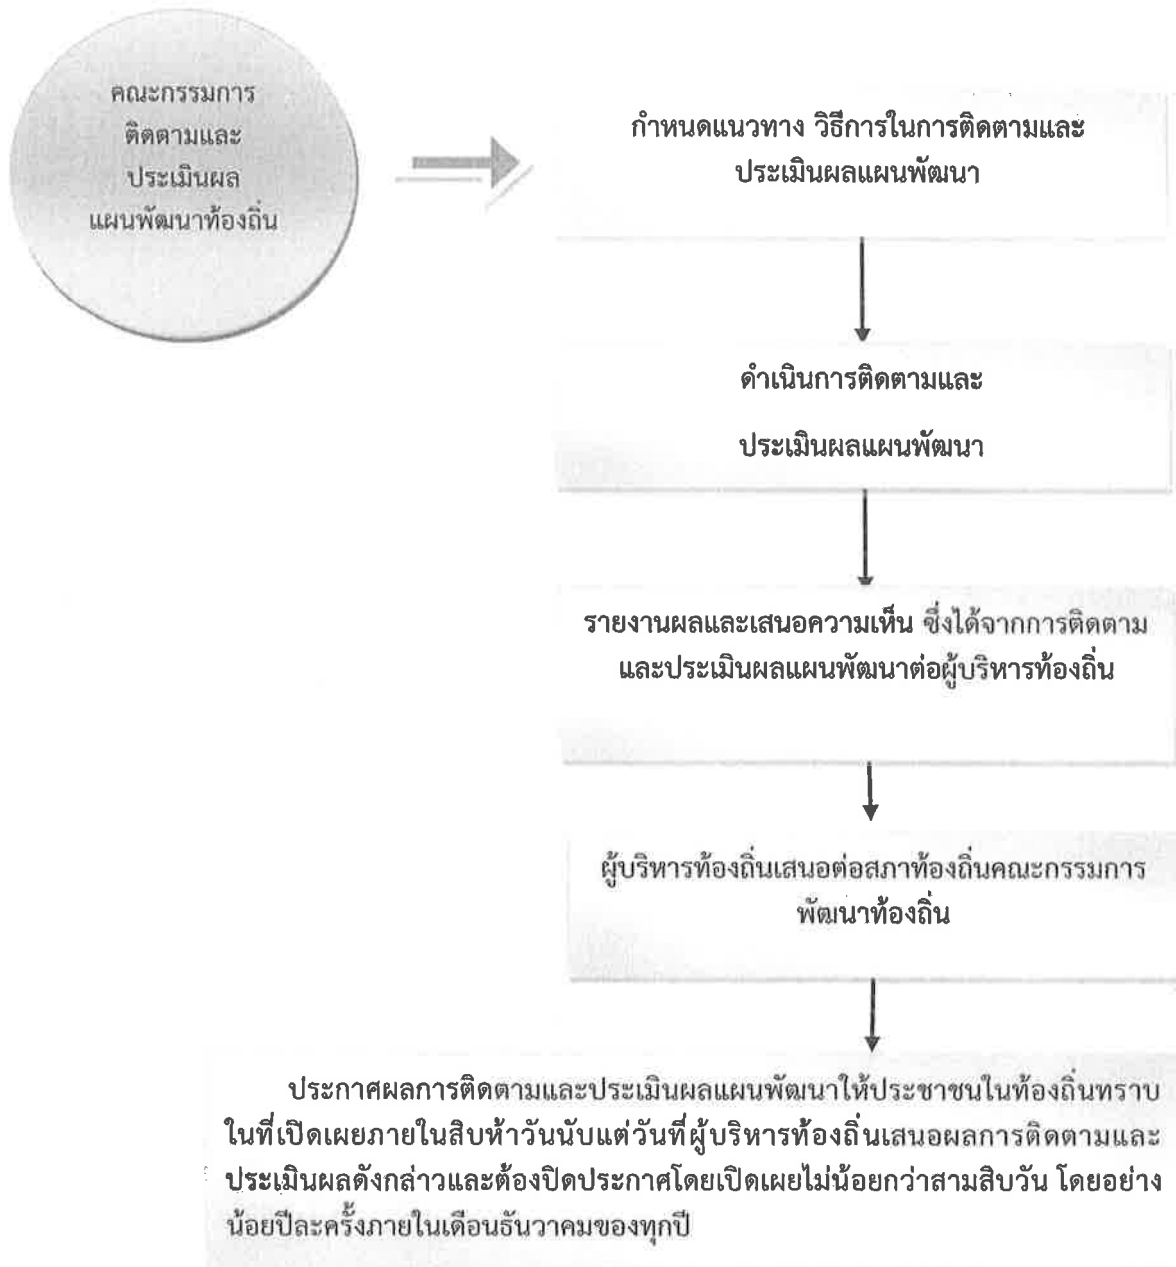 คณะกรรมการ
ติดตามและ
ประเมินผล
แผนพัฒนาท้องถิ่น
กำหนดแนวทาง วิธีการในการติดตามและ
ประเมินผลแผนพัฒนา
ดำเนินการติดตามและ
ประเมินผลแผนพัฒนา
รายงานผลและเสนอความเห็น ซึ่งได้จากการติดตาม
และประเมินผลแผนพัฒนาต่อผู้บริหารท้องถิ่น
ผู้บริหารท้องถิ่นเสนอต่อสภาท้องถิ่นคณะกรรมการ
พัฒนาท้องถิ่น
ประกาศผลการติดตามและประเมินผลแผนพัฒนาให้ประชาชนในท้องถิ่นทราบ
ในที่เปิดเผยภายในสิบห้าวันนับแต่วันที่ผู้บริหารท้องถิ่นเสนอผลการติดตามและ
ประเมินผลดังกล่าวและต้องปิดประกาศโดยเปิดเผยไม่น้อยกว่าสามสิบวัน โดยอย่าง
น้อยปีละครั้งภายในเดือนธันวาคมของทุกปี